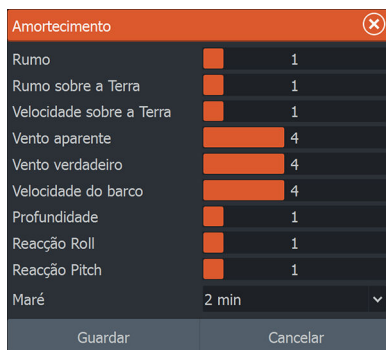 Amortecimento
Rumo 1
Rumo sobre a Terra 1
Velocidade sobre a Terra 1
Vento aparente 4
Vento verdadeiro 4
Velocidade do barco 4
Profundidade 1
Reacção Roll 1
Reacção Pitch 1
Maré 2 min
Guardar Cancelar